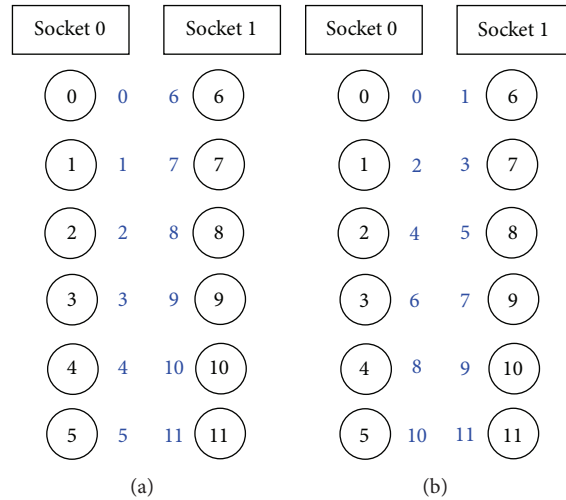 Socket 0 Socket 1 Socket 0 Socket 1
0 0 6 6 0 0 1 6
1 1 7 7 1 2 3 7
2 2 8 8 2 4 5 8
3 3 9 9 3 6 7 9
4 4 10 10 4 8 9 10
5 5 11 11 5 10 11 11
(a) (b)